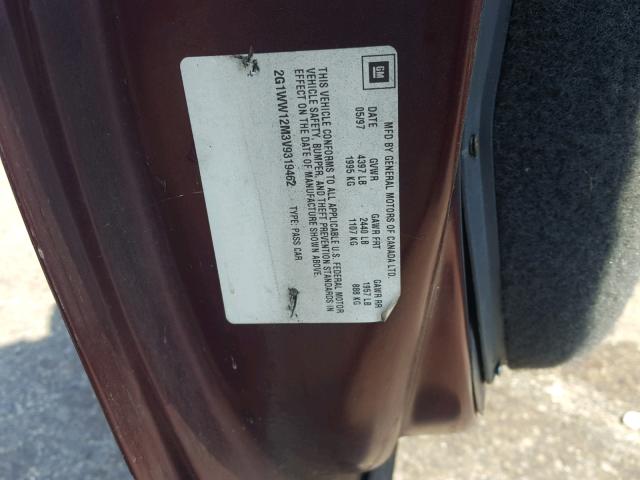 GM
MFD BY GENERAL MOTORS OF CANADA LTD.
DATE GVWR GAWR FRT GAWR RR
05/97 4397 LB 2440 LB 1957 LB
1995 KG 1107 KG 888 KG
THIS VEHICLE CONFORMS TO ALL APPLICABLE U.S. FEDERAL MOTOR
VEHICLE SAFETY, BUMPER, AND THEFT PREVENTION STANDARDS IN
EFFECT ON THE DATE OF MANUFACTURE SHOWN ABOVE.
2G1WW12M3V9319462 TYPE: PASS CAR